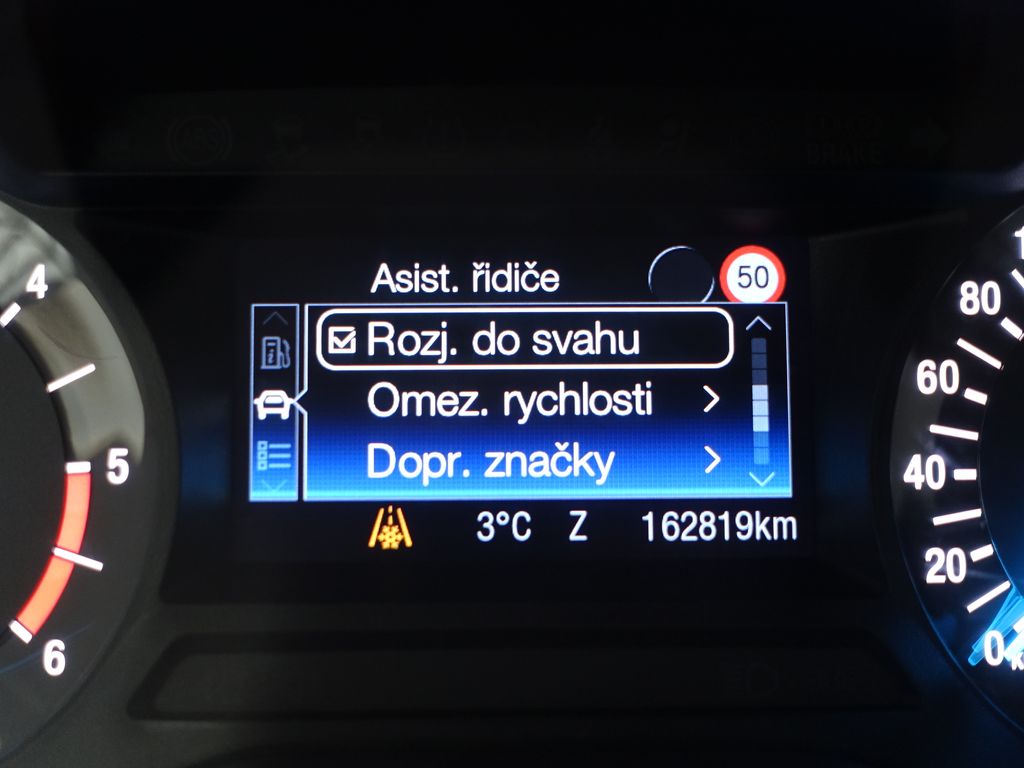 Asist. řidiče
50
Rozj. do svahu
Omez. rychlosti
Dopr. značky
3°C Z 162819km
4
5
6
80
60
40
20
0